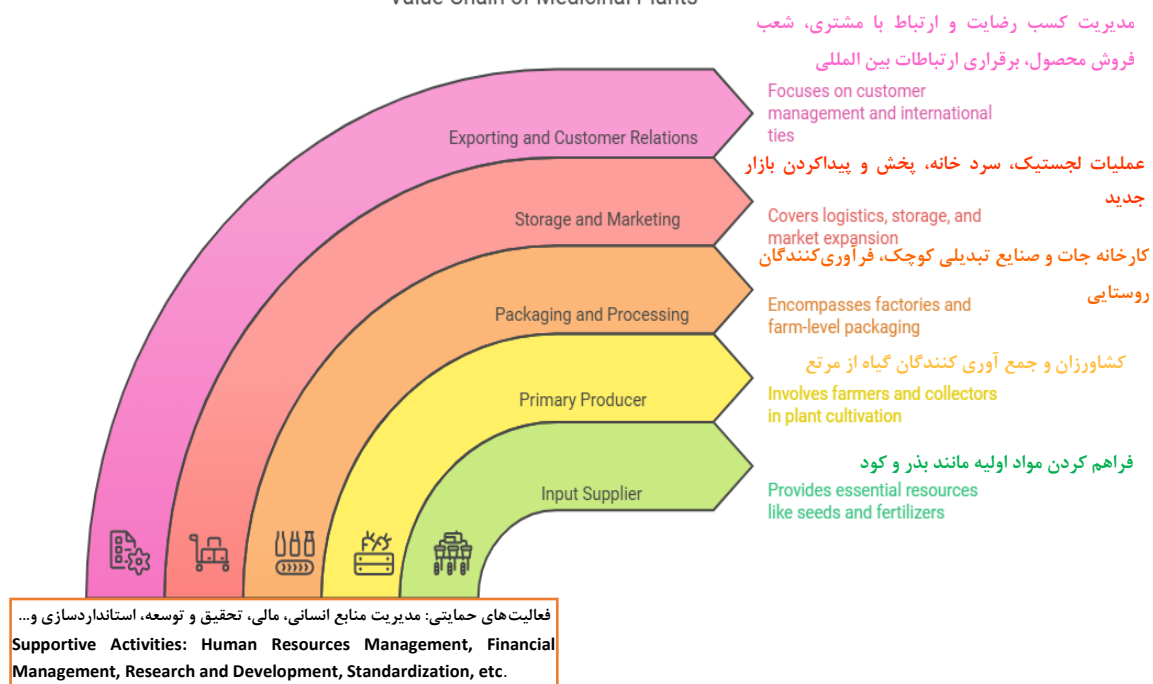 Value Chain of Medicinal Plants
مدیریت کسب رضایت و ارتباط با مشتری، شعب
فروش محصول، برقراری ارتباطات بین المللی
Focuses on customer
management and international
ties
Exporting and Customer Relations
عملیات لجستیک، سرد خانه، پخش و پیداکردن بازار
جدید
Covers logistics, storage, and
market expansion
Storage and Marketing
کارخانه جات و صنایع تبدیلی کوچک، فرآوری‌کنندگان
روستایی
Encompasses factories and
farm-level packaging
Packaging and Processing
کشاورزان و جمع آوری کنندگان گیاه از مرتع
Involves farmers and collectors
in plant cultivation
Primary Producer
فراهم کردن مواد اولیه مانند بذر و کود
Provides essential resources
like seeds and fertilizers
Input Supplier
فعالیت‌های حمایتی: مدیریت منابع انسانی، مالی، تحقیق و توسعه، استانداردسازی و...
Supportive Activities: Human Resources Management, Financial
Management, Research and Development, Standardization, etc.